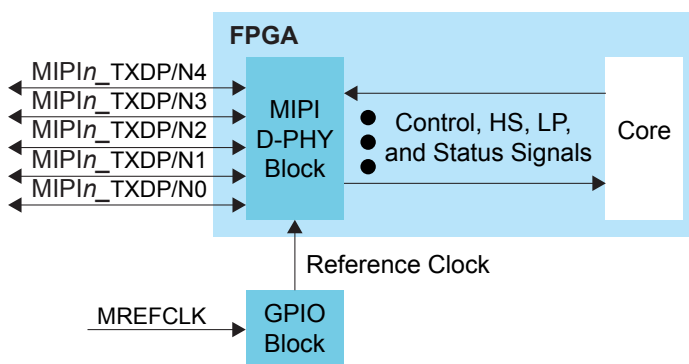 FPGA
MIPIn_TXDP/N4
MIPIn_TXDP/N3
MIPIn_TXDP/N2
MIPIn_TXDP/N1
MIPIn_TXDP/N0
MIPI
D-PHY
Block
Control, HS, LP,
and Status Signals
Core
Reference Clock
MREFCLK
GPIO
Block